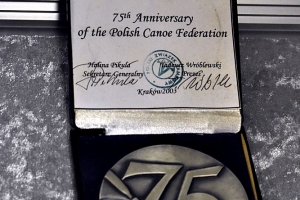 75th Anniversary
of the Polish Canoe Federation
Halina Pikula Tadeusz Wróblewski
Sekretarz Generalny Prezes
Kraków 2003
75